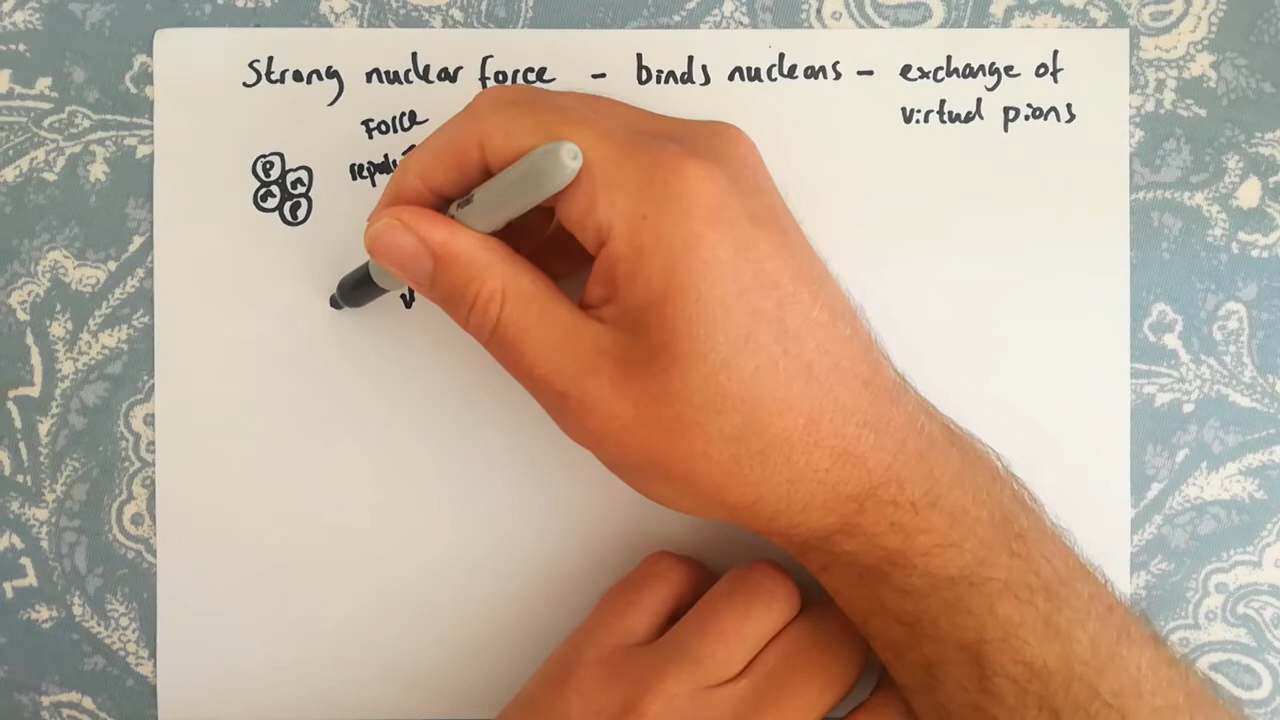 Strong nuclear force - binds nucleons - exchange of
virtual pions
Force
P
n
n
P